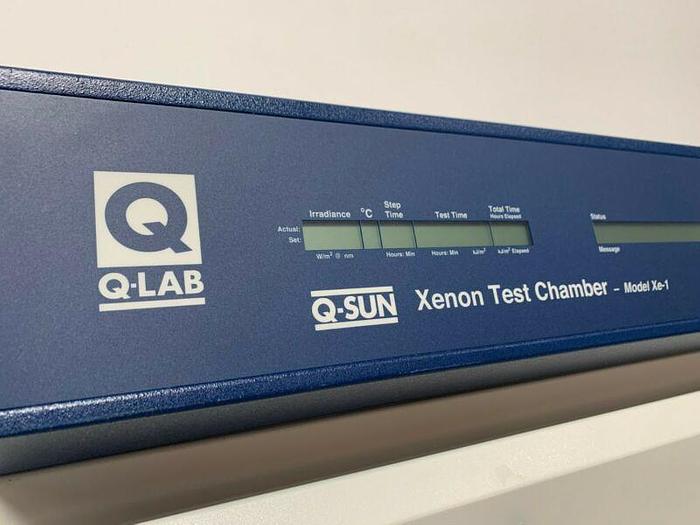 Q
Q-LAB
Irradiance °C Step Time Test Time Total Time
Hours Elapsed
Actual:
Set:
W/m² @ nm Hours: Min Hours: Min kJ/m² kJ/m² Elapsed
Status
Message
Q-SUN Xenon Test Chamber – Model Xe-1